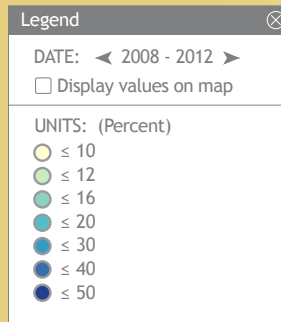 Legend
DATE: 2008 - 2012
Display values on map
UNITS: (Percent)
≤ 10
≤ 12
≤ 16
≤ 20
≤ 30
≤ 40
≤ 50